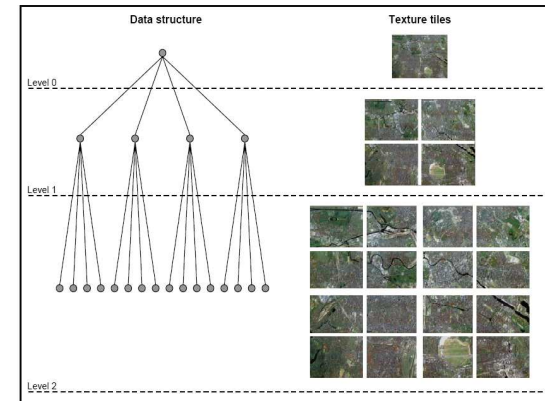 Data structure
Texture tiles
Level 0
Level 1
Level 2